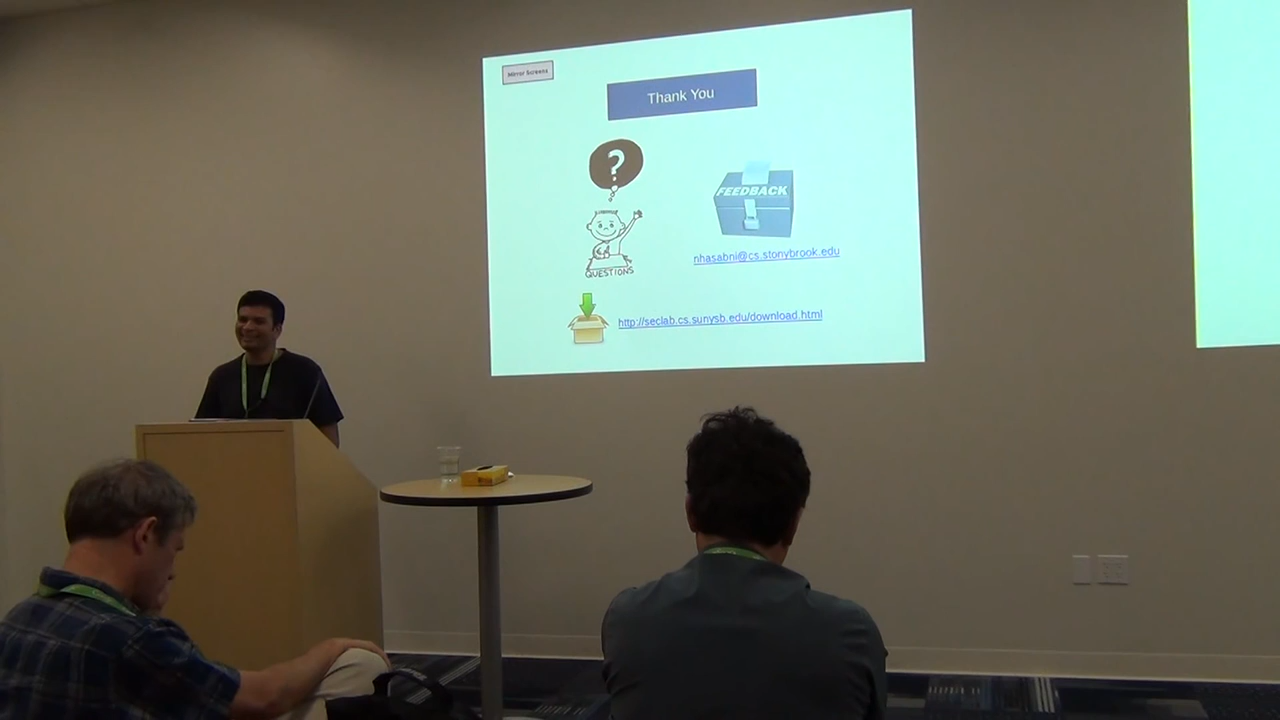 Mirror Screens
Thank You
?
FEEDBACK
nhasabni@cs.stonybrook.edu
QUESTIONS
http://seclab.cs.sunysb.edu/download.html